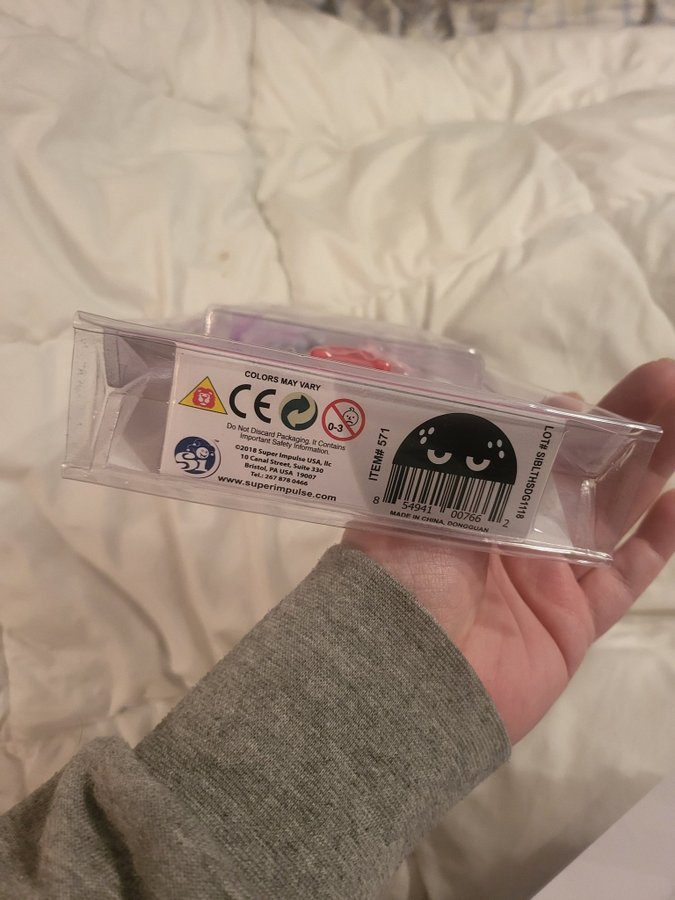 COLORS MAY VARY
CE
0-3
Do Not Discard Packaging. It Contains
Important Safety Information.
©2018 Super Impulse USA, llc
10 Canal Street, Suite 330
Bristol, PA USA 19007
Tel.: 267 878 0466
www.superimpulse.com
SI
ITEM# 571
8 54941 00766 2
MADE IN CHINA, DONGGUAN
LOT# SIBLTHSDG1118